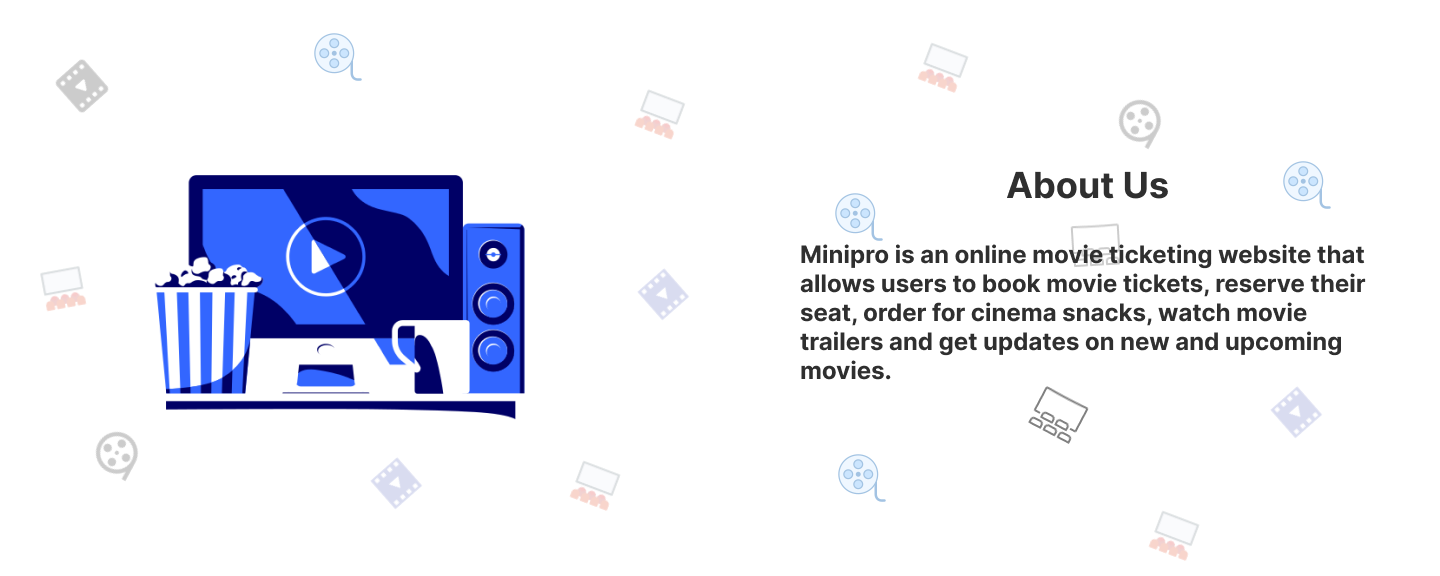 About Us
Minipro is an online movie ticketing website that
allows users to book movie tickets, reserve their
seat, order for cinema snacks, watch movie
trailers and get updates on new and upcoming
movies.